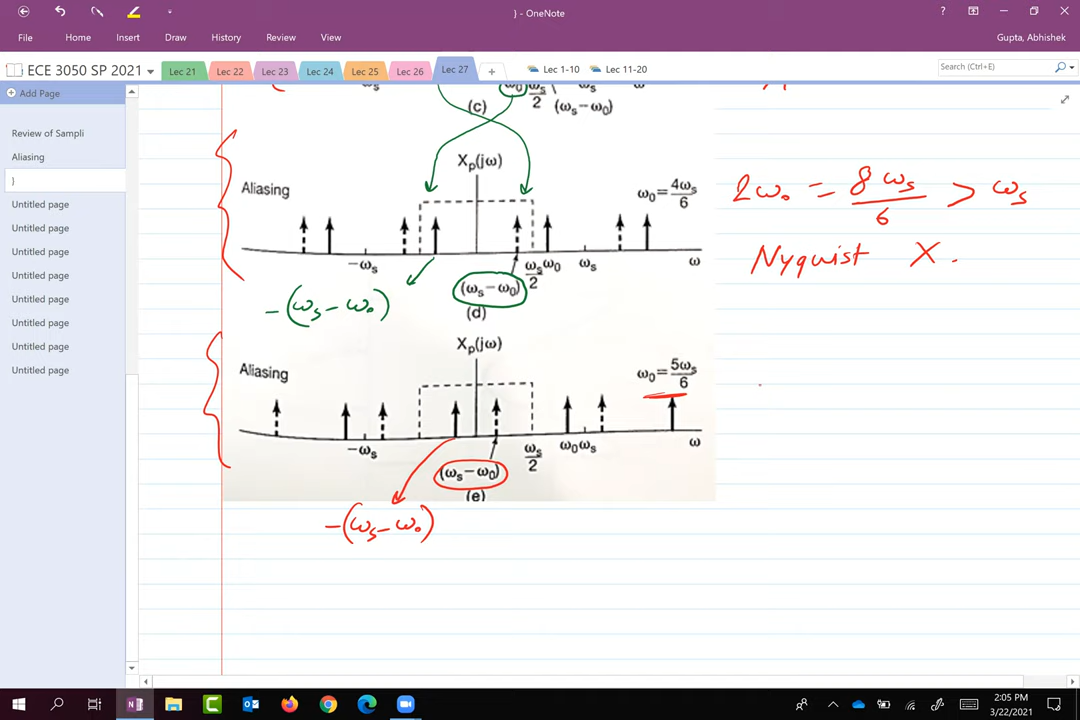 } - OneNote
?
Gupta, Abhishek
File Home Insert Draw History Review View
ECE 3050 SP 2021
Lec 21 Lec 22 Lec 23 Lec 24 Lec 25 Lec 26 Lec 27 + Lec 1-10 Lec 11-20
Search (Ctrl+E)
Add Page
Review of Sampli
Aliasing
}
Untitled page
Untitled page
Untitled page
Untitled page
Untitled page
Untitled page
Untitled page
Untitled page
(c)
(ωs−ω0)
Aliasing
Xp(jω)
ω0=4ωs/6
−ωs
ωs/2
ω0
ωs
ω
(ωs−ω0)
−(ωs−ω0)
(d)
2ω0 = 8ωs/6 > ωs
Nyquist X .
Aliasing
Xp(jω)
ω0=5ωs/6
−ωs
ωs/2
ω0
ωs
ω
(ωs−ω0)
(e)
−(ωs−ω0)
2:05 PM
3/22/2021